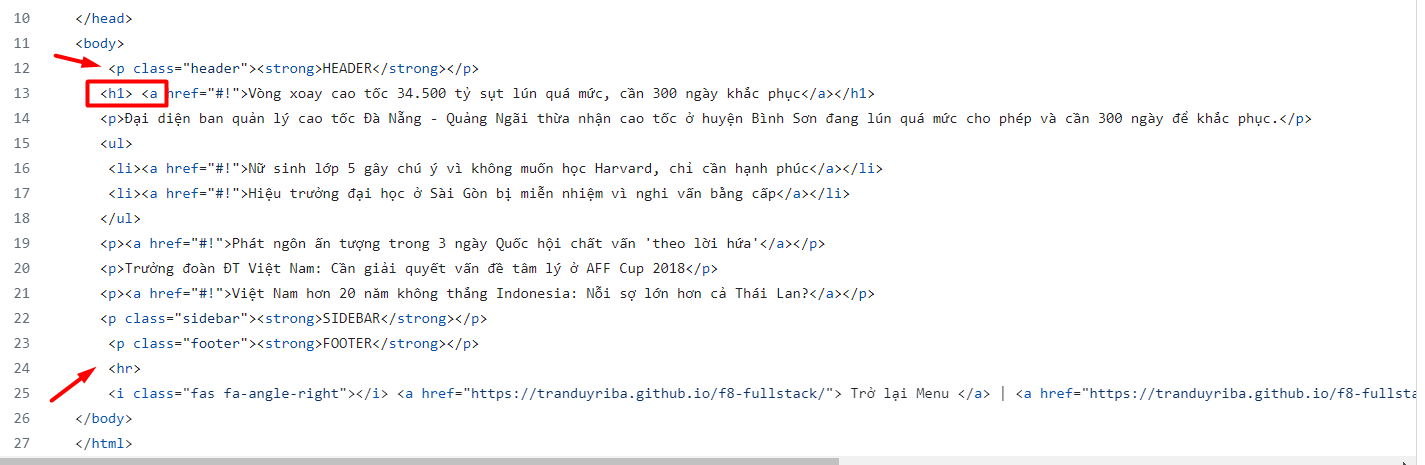 10 </head>
11 <body>
12 <p class="header"><strong>HEADER</strong></p>
13 <h1> <a href="#!">Vòng xoay cao tốc 34.500 tỷ sụt lún quá mức, cần 300 ngày khắc phục</a></h1>
14 <p>Đại diện ban quản lý cao tốc Đà Nẵng - Quảng Ngãi thừa nhận cao tốc ở huyện Bình Sơn đang lún quá mức cho phép và cần 300 ngày để khắc phục.</p>
15 <ul>
16 <li><a href="#!">Nữ sinh lớp 5 gây chú ý vì không muốn học Harvard, chỉ cần hạnh phúc</a></li>
17 <li><a href="#!">Hiệu trưởng đại học ở Sài Gòn bị miễn nhiệm vì nghi vấn bằng cấp</a></li>
18 </ul>
19 <p><a href="#!">Phát ngôn ấn tượng trong 3 ngày Quốc hội chất vấn 'theo lời hứa'</a></p>
20 <p>Trưởng đoàn ĐT Việt Nam: Cần giải quyết vấn đề tâm lý ở AFF Cup 2018</p>
21 <p><a href="#!">Việt Nam hơn 20 năm không thắng Indonesia: Nỗi sợ lớn hơn cả Thái Lan?</a></p>
22 <p class="sidebar"><strong>SIDEBAR</strong></p>
23 <p class="footer"><strong>FOOTER</strong></p>
24 <hr>
25 <i class="fas fa-angle-right"></i> <a href="https://tranduyriba.github.io/f8-fullstack/"> Trở lại Menu </a> | <a href="https://tranduyriba.github.io/f8-fullsta
26 </body>
27 </html>